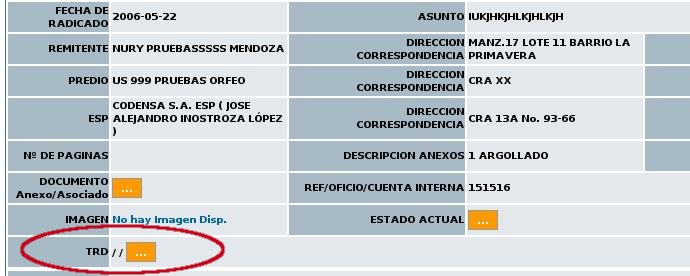 FECHA DE RADICADO 2006-05-22 ASUNTO IUKJHKJHLKJHLKJH
REMITENTE NURY PRUEBASSSSS MENDOZA DIRECCION CORRESPONDENCIA MANZ.17 LOTE 11 BARRIO LA PRIMAVERA
PREDIO US 999 PRUEBAS ORFEO DIRECCION CORRESPONDENCIA CRA XX
ESP CODENSA S.A. ESP ( JOSE ALEJANDRO INOSTROZA LÓPEZ ) DIRECCION CORRESPONDENCIA CRA 13A No. 93-66
Nº DE PAGINAS DESCRIPCION ANEXOS 1 ARGOLLADO
DOCUMENTO Anexo/Asociado ... REF/OFICIO/CUENTA INTERNA 151516
IMAGEN No hay Imagen Disp. ESTADO ACTUAL ...
TRD / / ...